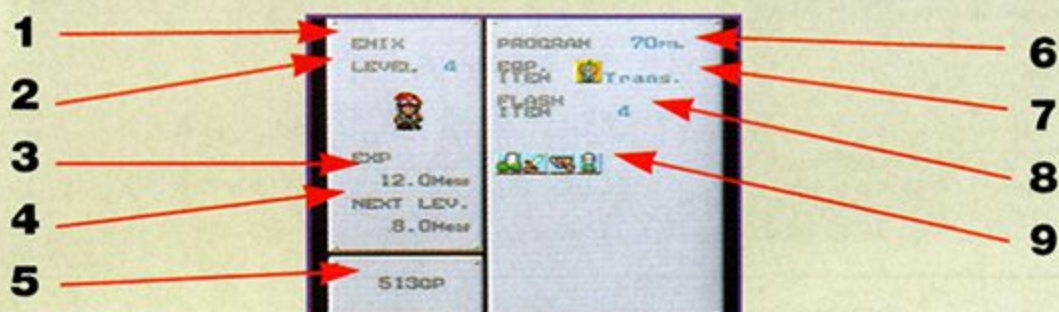 1
2
3
4
5
ENIX
LEVEL. 4
EXP
12.0Mega
NEXT LEV.
8.0Mega
513GP
PROGRAM 70PTS.
EQP.
ITEM Trans.
FLASH
ITEM 4
6
7
8
9